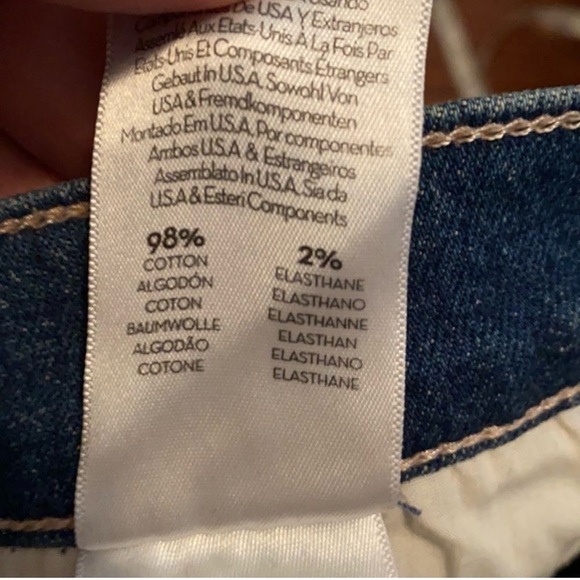 De USA Y Extranjeros
Assemblé Aux Etats-Unis À La Fois Par
Etats-Unis Et Composants Étrangers
Gebaut In U.S.A. Sowohl Von
USA & Fremdkomponenten
Montado Em U.S.A. Por componentes
Ambos U.S.A & Estrangeiros
Assemblato In U.S.A. Sia da
U.S.A & Esteri Components
98% 2%
COTTON ELASTHANE
ALGODÓN ELASTHANO
COTON ELASTHANNE
BAUMWOLLE ELASTHAN
ALGODÃO ELASTHANO
COTONE ELASTHANE